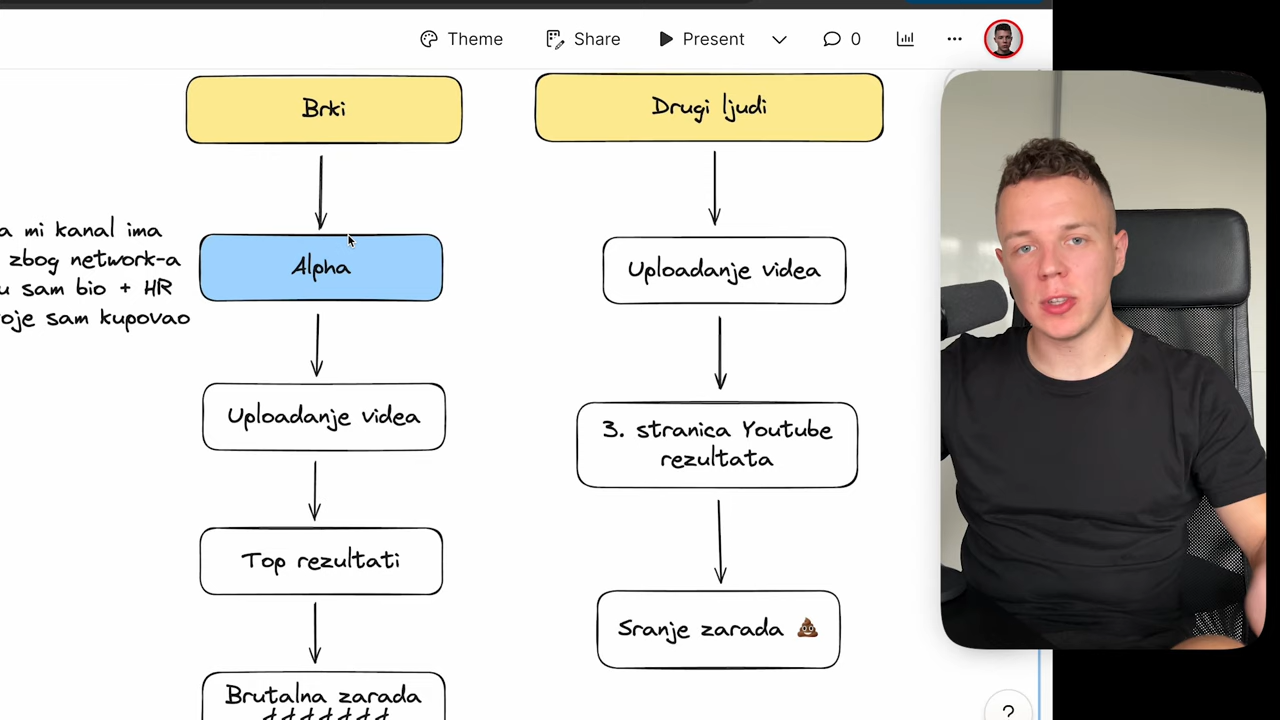 Theme Share Present 0
Brki
Drugi ljudi
a mi kanal ima
zbog network-a
u sam bio + HR
oje sam kupovao
Alpha
Uploadanje videa
Uploadanje videa
3. stranica Youtube
rezultata
Top rezultati
Sranje zarada 💩
Brutalna zarada
?